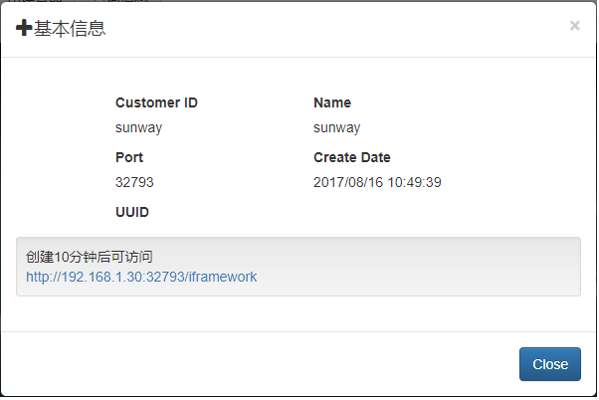 基本信息
×
Customer ID Name
sunway sunway
Port Create Date
32793 2017/08/16 10:49:39
UUID
创建10分钟后可访问
http://192.168.1.30:32793/iframework
Close